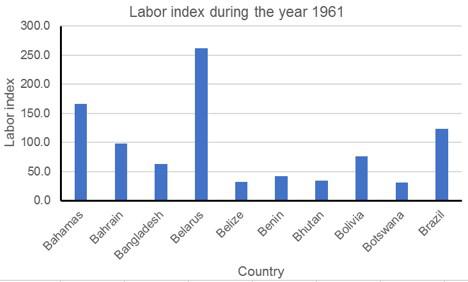 Labor index during the year 1961
Labor index
300.0
250.0
200.0
150.0
100.0
50.0
0.0
Bahamas
Bahrain
Bangladesh
Belarus
Belize
Benin
Bhutan
Bolivia
Botswana
Brazil
Country